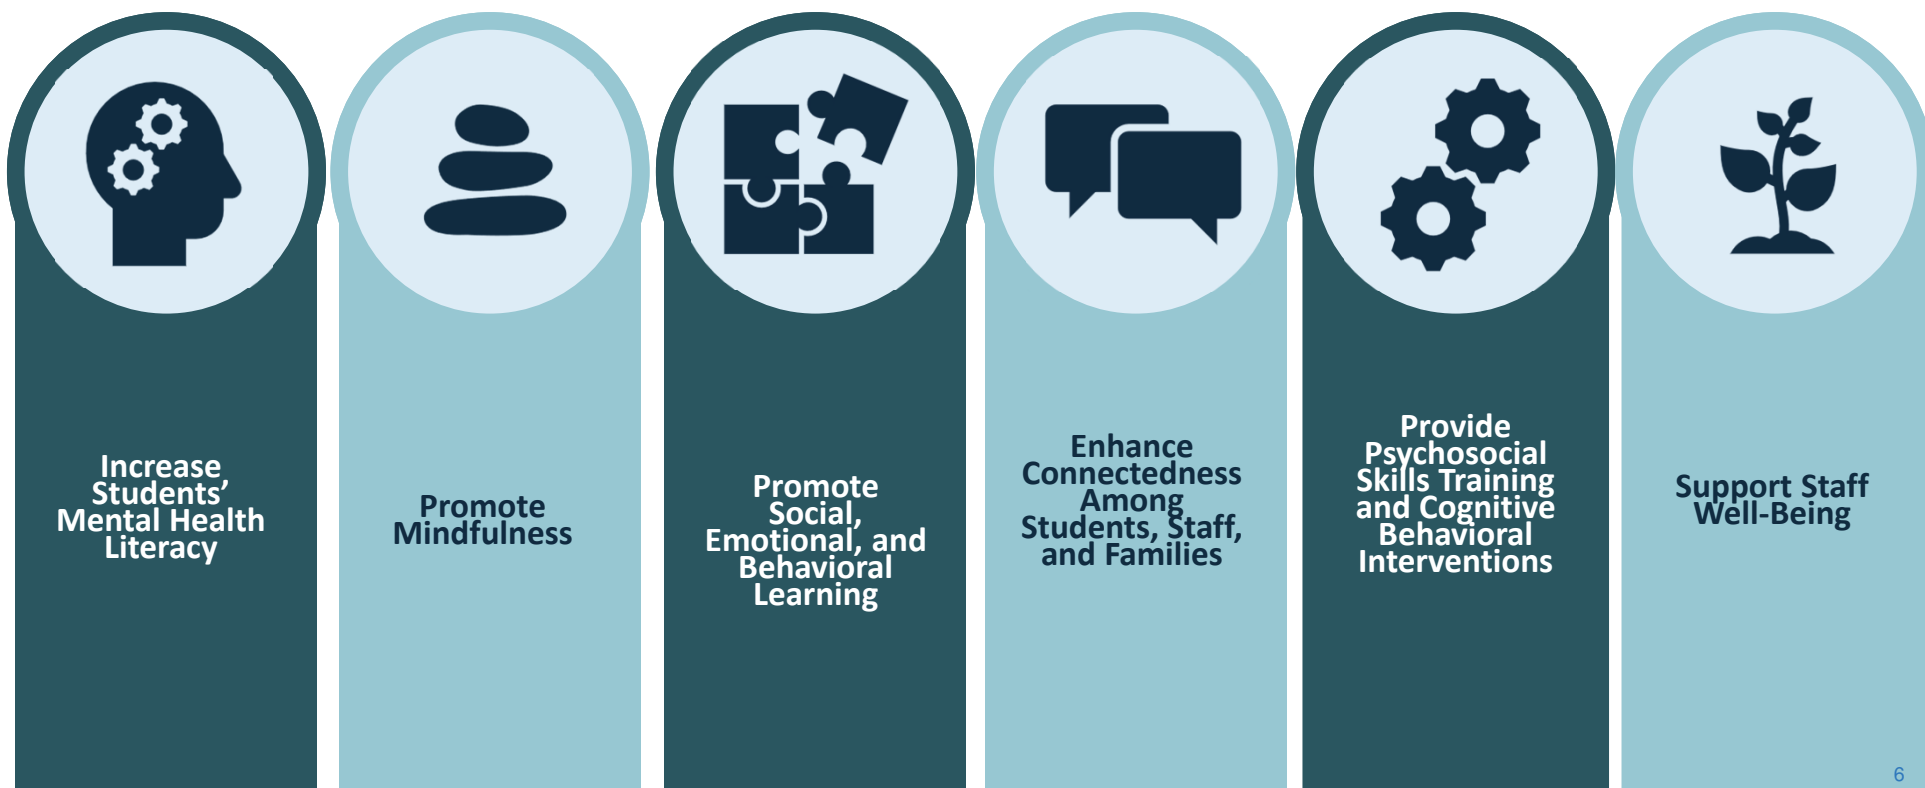 Increase
Students’
Mental Health
Literacy
Promote
Mindfulness
Promote
Social,
Emotional, and
Behavioral
Learning
Enhance
Connectedness
Among
Students, Staff,
and Families
Provide
Psychosocial
Skills Training
and Cognitive
Behavioral
Interventions
Support Staff
Well-Being
6